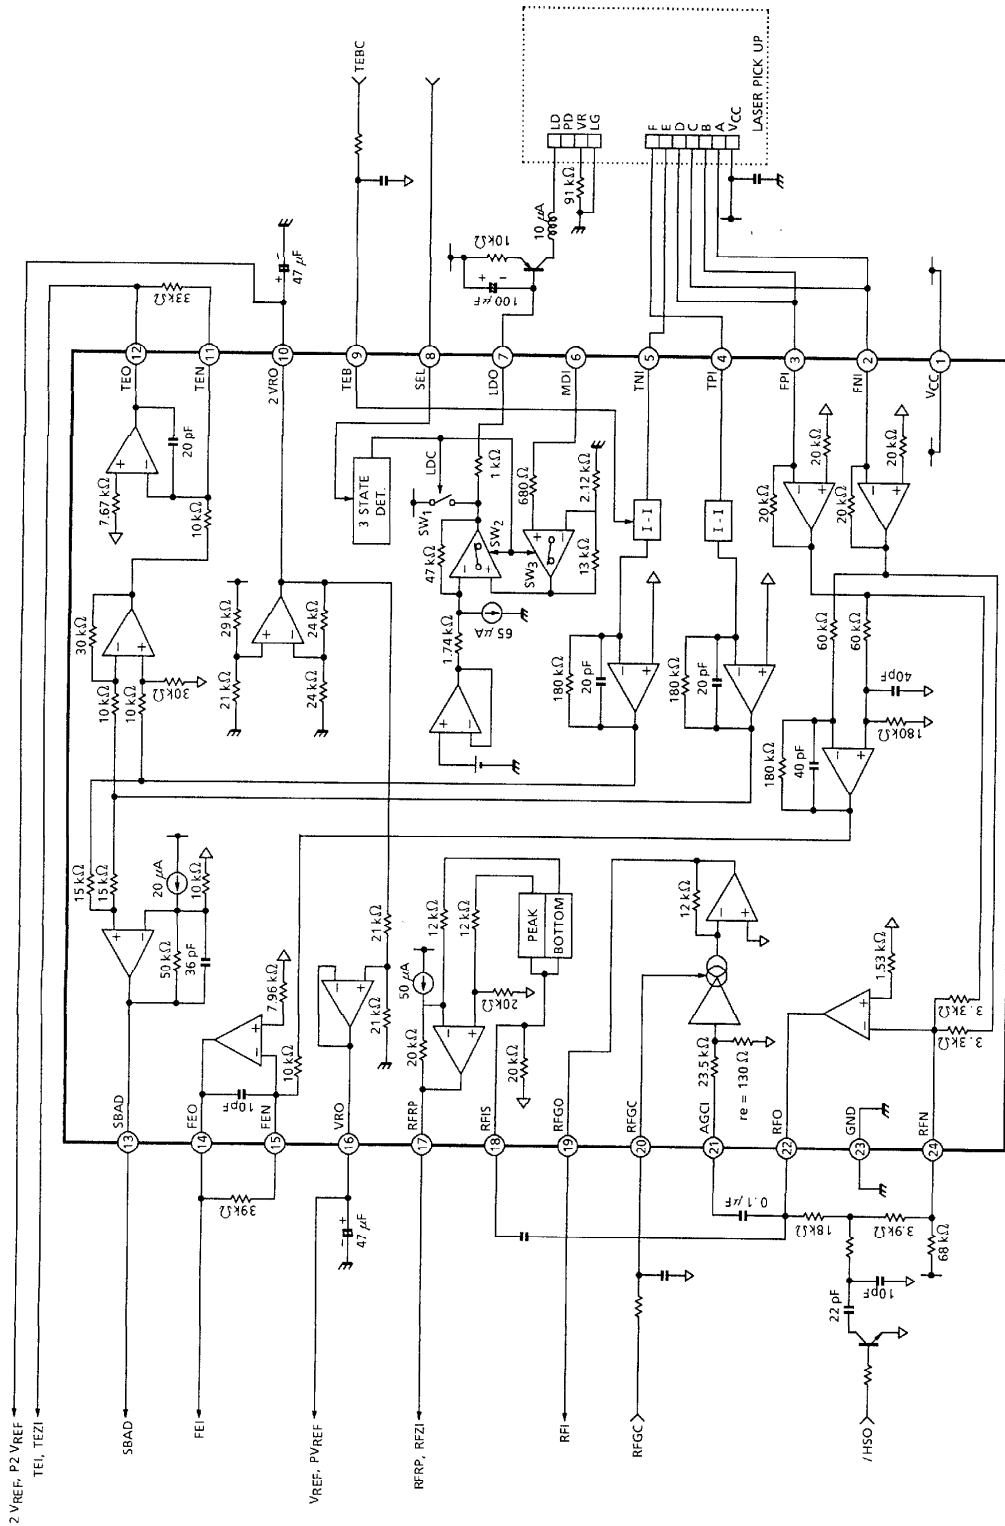 2 VREF, P2 VREF
TEI, TEZI
SBAD
FEI
VREF, PVREF
RFRP, RFZI
RFI
RFGC
/HSO
TEBC
LASER PICK UP
LD
PD
VR
LG
F
E
D
C
B
A
VCC
91 kΩ
10 μA
10kΩ
100 μF
+
−
47 μF
+ −
33kΩ
12
11
10
9
8
7
6
5
4
3
2
1
TEO
TEN
2 VRO
TEB
SEL
LDO
MDI
TNI
TPI
FPI
FNI
VCC
7.67 kΩ
20 pF
10kΩ
30 kΩ
10 kΩ
10 kΩ
30kΩ
29 kΩ
21 kΩ
24 kΩ
24kΩ
3 STATE
DET.
LDC
SW1
SW2
SW3
1 kΩ
47 kΩ
680 Ω
2.12 kΩ
13 kΩ
1.74 kΩ
65 μA
I - I
I - I
180 kΩ
20 pF
180 kΩ
20 pF
20 kΩ
20 kΩ
20 kΩ
20 kΩ
60 kΩ
60 kΩ
40pF
180kΩ
180 kΩ
40 pF
15 kΩ
15 kΩ
20 μA
10 kΩ
50 kΩ
36 pF
7.96 kΩ
10pF
10 kΩ
21 kΩ
21 kΩ
50 μA
12 kΩ
12 kΩ
20 kΩ
20kΩ
20 kΩ
PEAK
BOTTOM
12 kΩ
23.5 kΩ
re = 130 Ω
1.53 kΩ
3.3kΩ
3.3kΩ
SBAD
FEO
FEN
VRO
RFRP
RFIS
RFGO
RFGC
AGCI
RFO
GND
RFN
13
14
15
16
17
18
19
20
21
22
23
24
39kΩ
− +
47 μF
0.1 μF
18kΩ
3.9kΩ
68 kΩ
22 pF
10pF